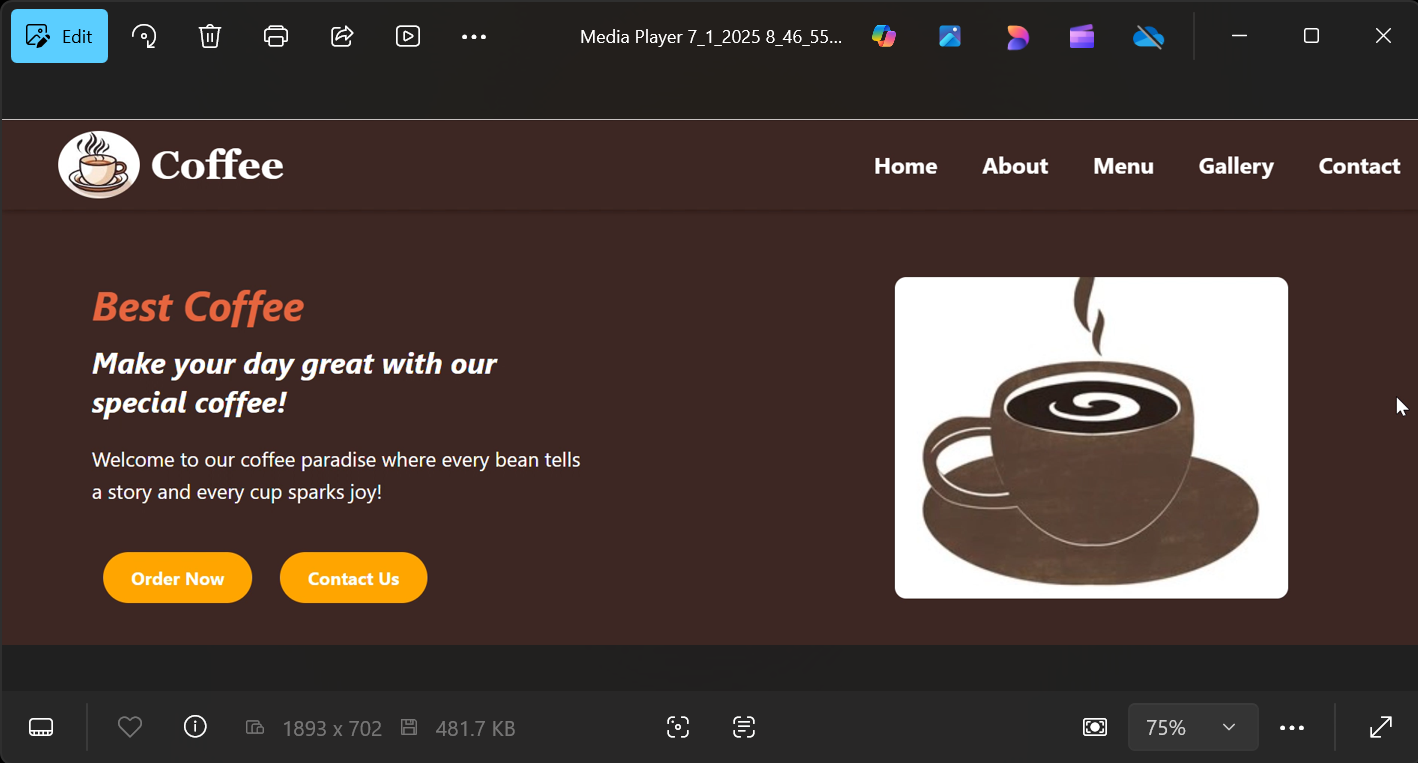 Edit
Media Player 7_1_2025 8_46_55...
Coffee
Home About Menu Gallery Contact
Best Coffee
Make your day great with our
special coffee!
Welcome to our coffee paradise where every bean tells
a story and every cup sparks joy!
Order Now Contact Us
1893 x 702 481.7 KB 75%